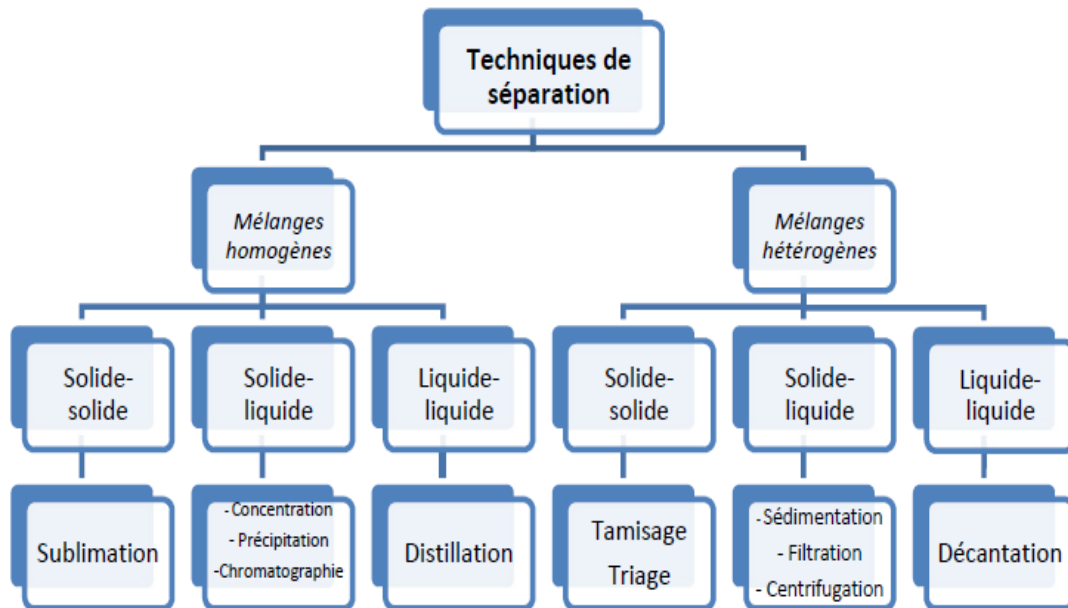 Techniques de
séparation
Mélanges
homogènes
Mélanges
hétérogènes
Solide-
solide
Solide-
liquide
Liquide-
liquide
Solide-
solide
Solide-
liquide
Liquide-
liquide
Sublimation
- Concentration
- Précipitation
-Chromatographie
Distillation
Tamisage
Triage
- Sédimentation
- Filtration
- Centrifugation
Décantation